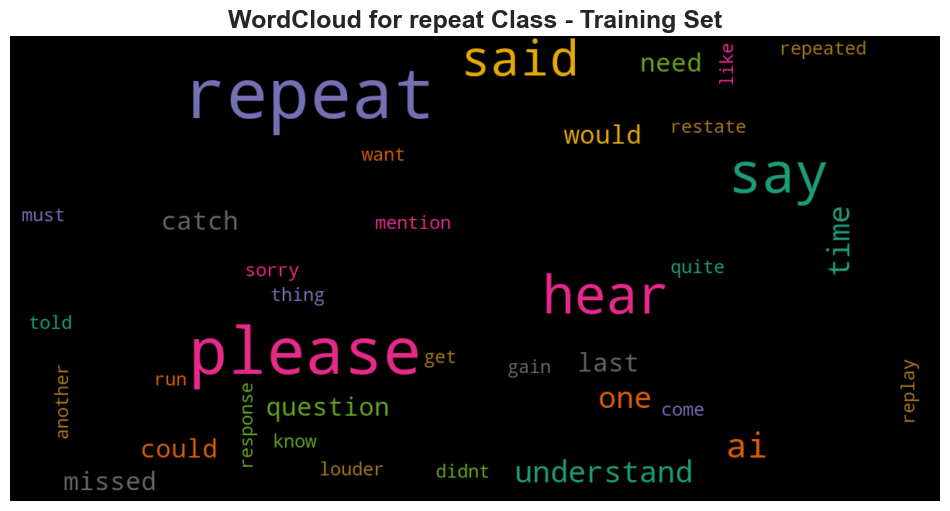 WordCloud for repeat Class - Training Set
said
need
like
repeated
repeat
would
restate
want
say
must
catch
mention
time
sorry
quite
thing
hear
told
please
get
gain
last
another
run
response
question
one
come
replay
could
know
ai
louder
didnt
understand
missed